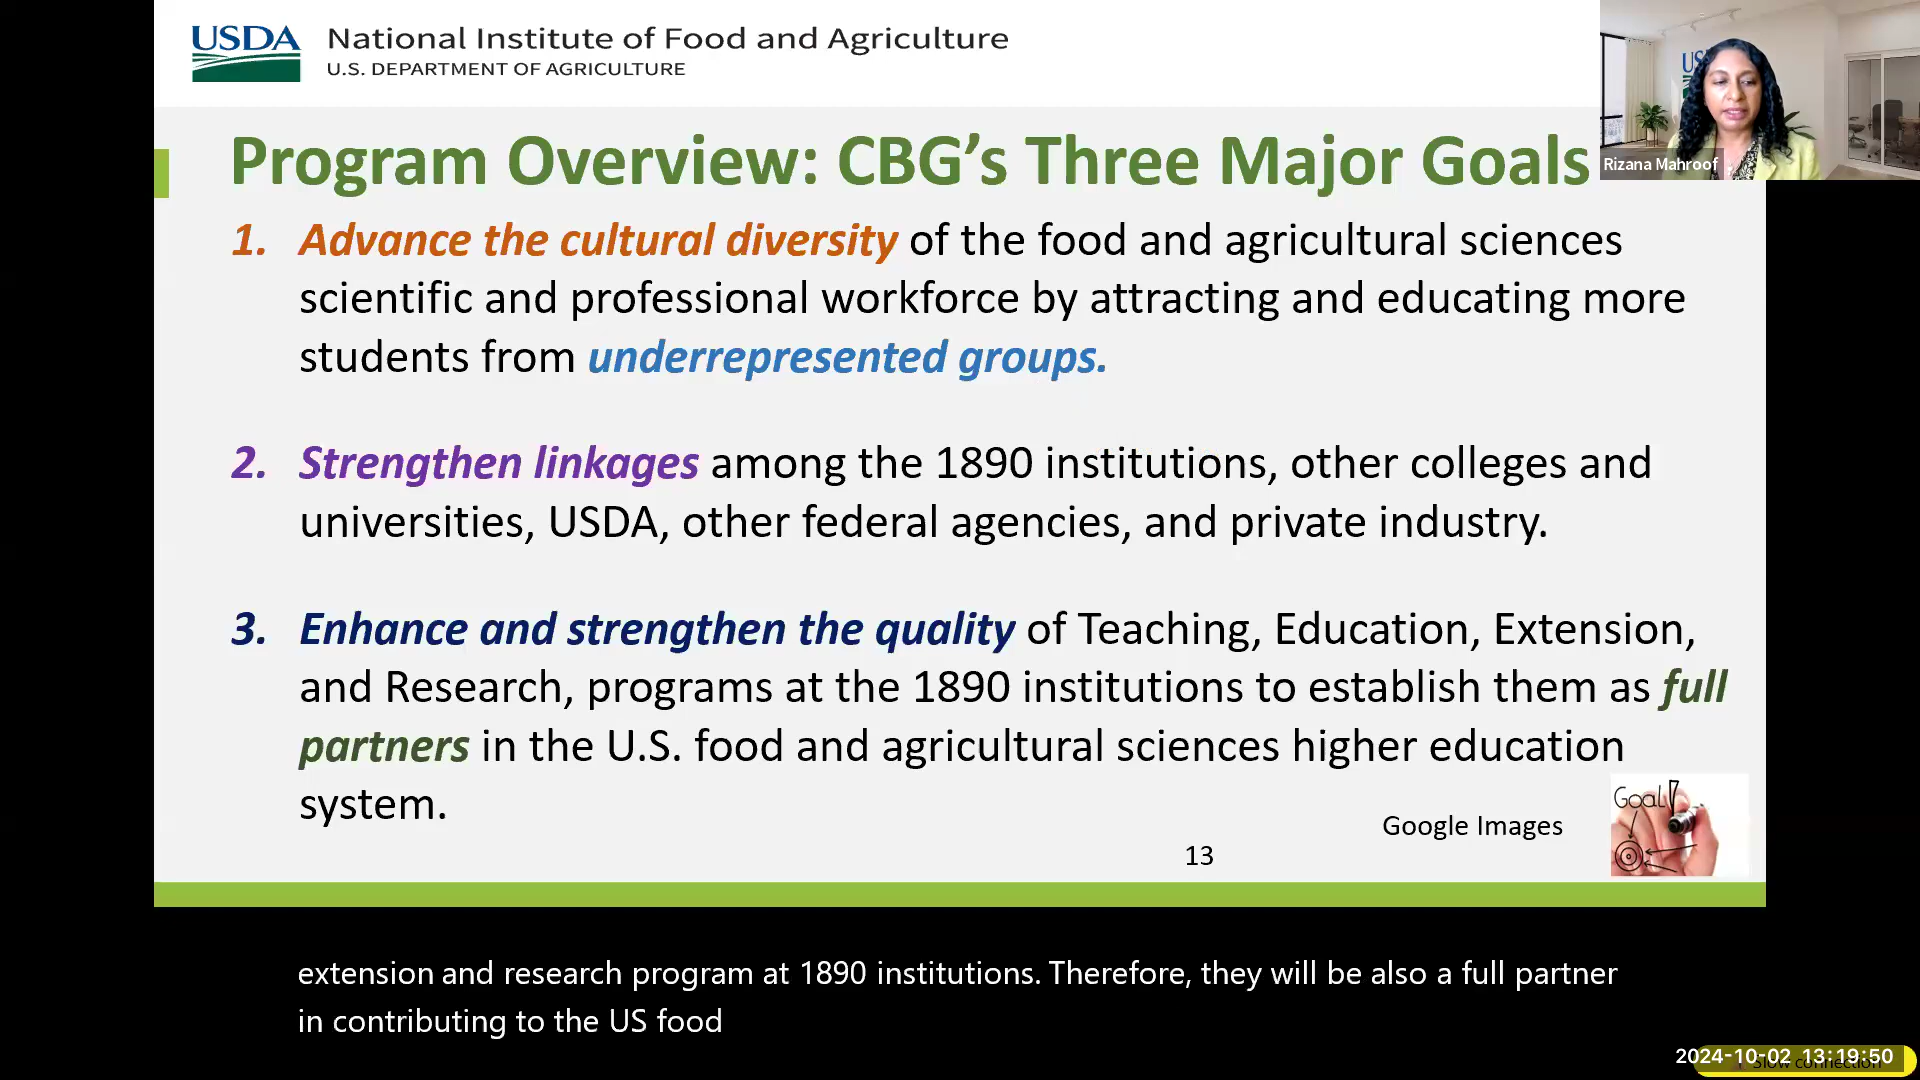 USDA
National Institute of Food and Agriculture
U.S. DEPARTMENT OF AGRICULTURE
US
Rizana Mahroof
Program Overview: CBG's Three Major Goals
1. Advance the cultural diversity of the food and agricultural sciences
scientific and professional workforce by attracting and educating more
students from underrepresented groups.
2. Strengthen linkages among the 1890 institutions, other colleges and
universities, USDA, other federal agencies, and private industry.
3. Enhance and strengthen the quality of Teaching, Education, Extension,
and Research, programs at the 1890 institutions to establish them as full
partners in the U.S. food and agricultural sciences higher education
system.
Goal
Google Images
13
extension and research program at 1890 institutions. Therefore, they will be also a full partner
in contributing to the US food
2024-10-02 13:19:50
Slow connection